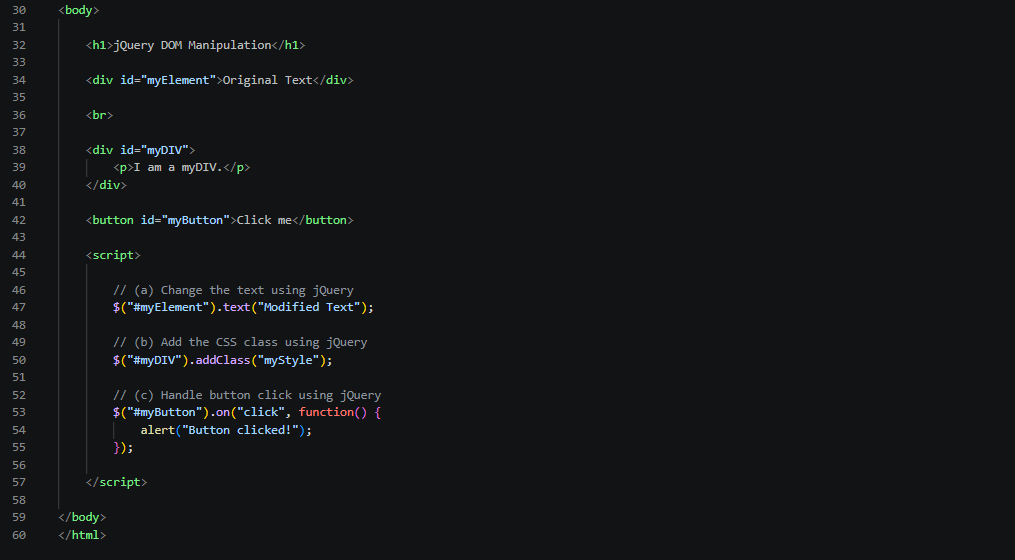 30 <body>
31
32 <h1>jQuery DOM Manipulation</h1>
33
34 <div id="myElement">Original Text</div>
35
36 <br>
37
38 <div id="myDIV">
39 <p>I am a myDIV.</p>
40 </div>
41
42 <button id="myButton">Click me</button>
43
44 <script>
45
46 // (a) Change the text using jQuery
47 $("#myElement").text("Modified Text");
48
49 // (b) Add the CSS class using jQuery
50 $("#myDIV").addClass("myStyle");
51
52 // (c) Handle button click using jQuery
53 $("#myButton").on("click", function() {
54 alert("Button clicked!");
55 });
56
57 </script>
58
59 </body>
60 </html>